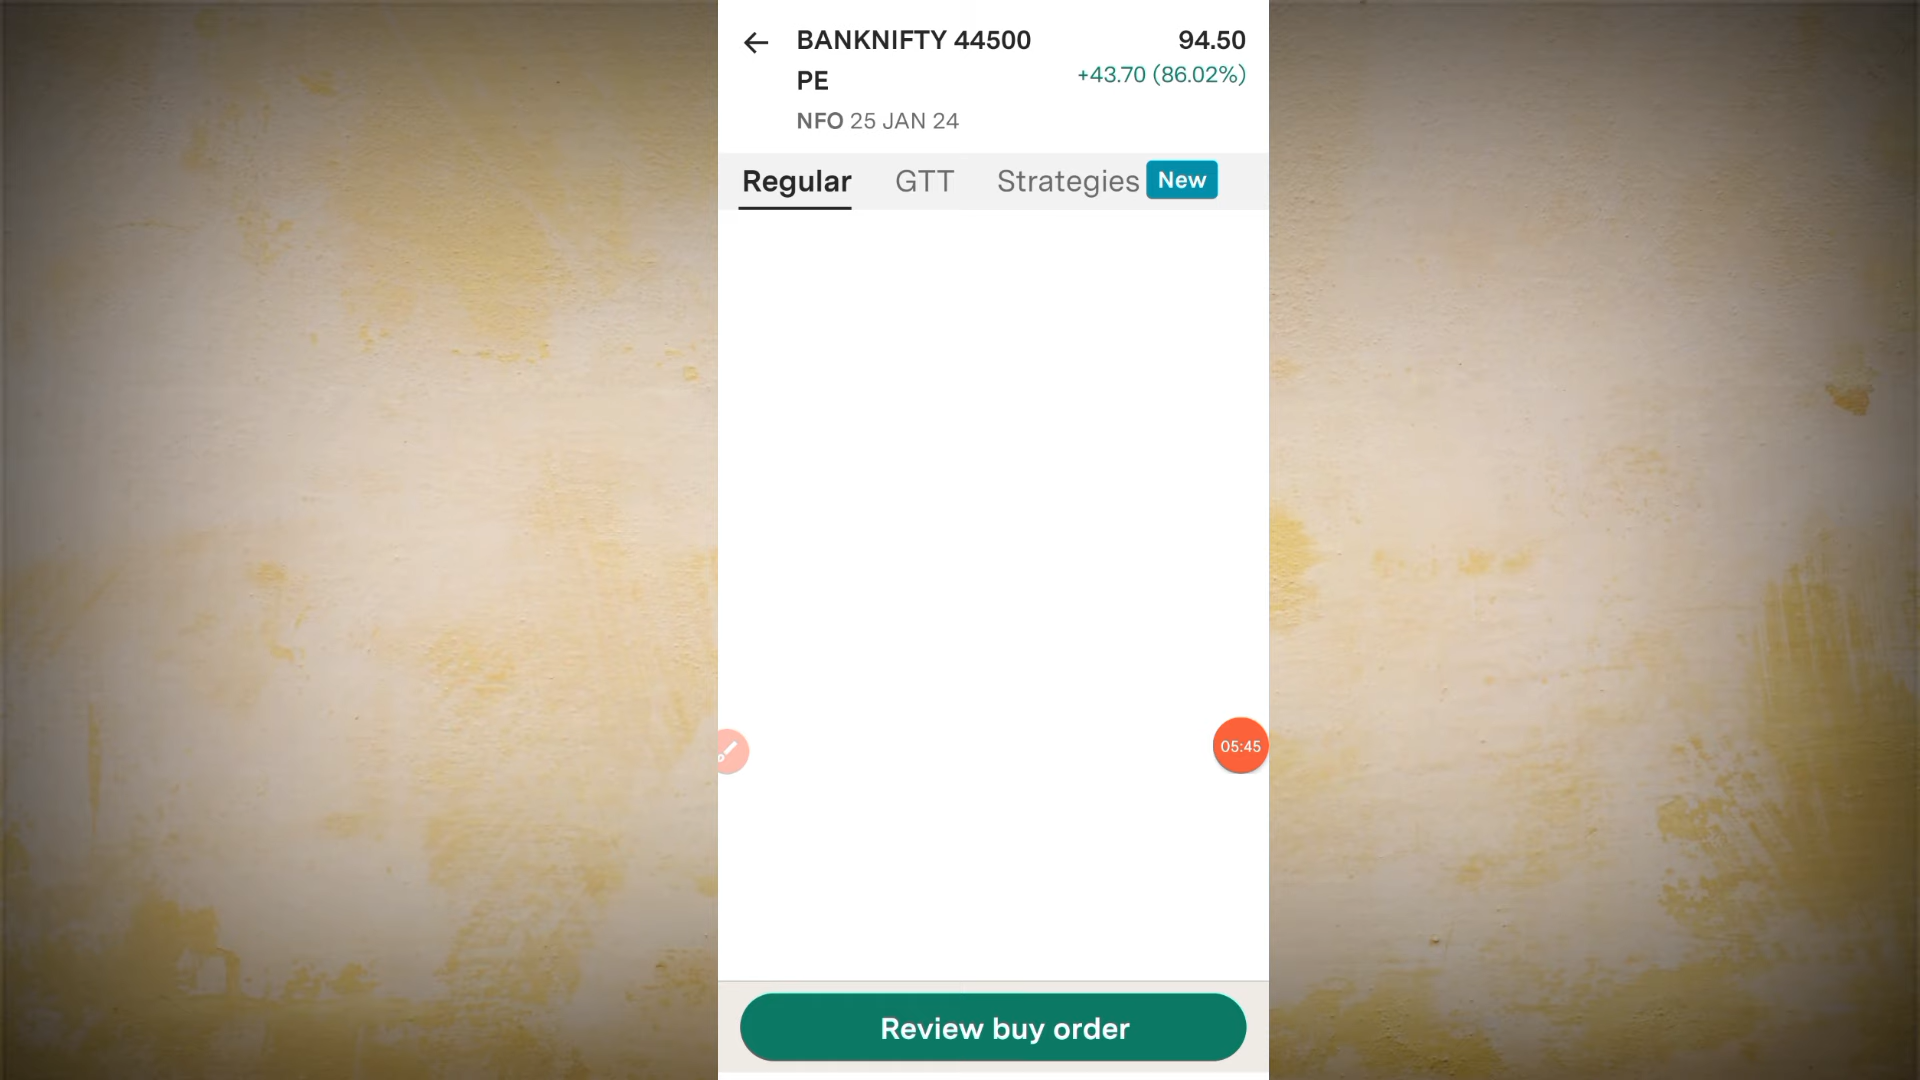 BANKNIFTY 44500 94.50
PE +43.70 (86.02%)
NFO 25 JAN 24
Regular GTT Strategies New
05:45
Review buy order